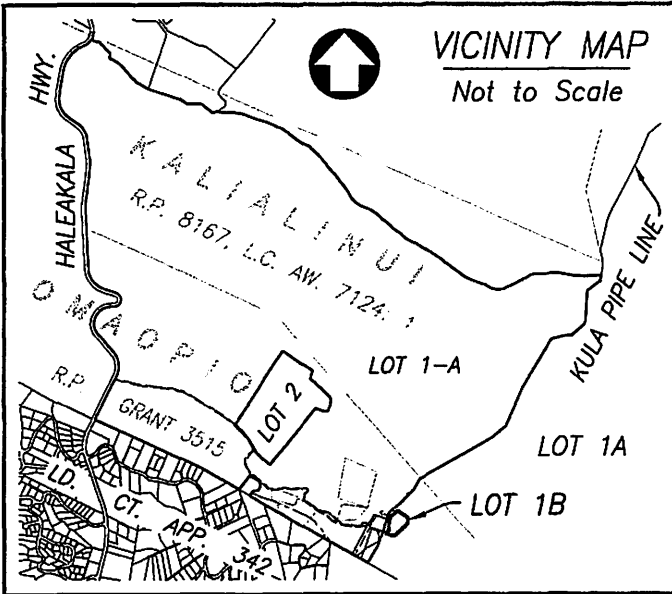 VICINITY MAP
Not to Scale
HALEAKALA HWY.
KALIALINUI
R.P. 8167, L.C. AW. 7124: 1
OMAOPIO
KULA PIPE LINE
LOT 1-A
LOT 2
R.P. GRANT 3515
LOT 1A
LOT 1B
LD. CT. APP. 342